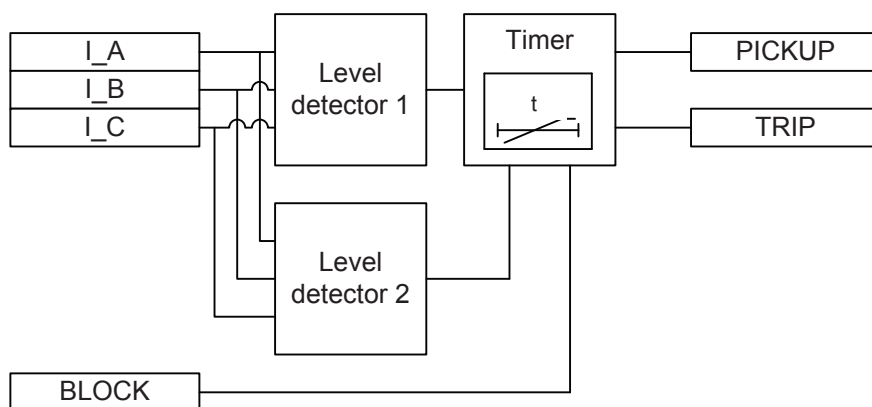 I_A
I_B
I_C
Level
detector 1
Timer
t
PICKUP
TRIP
Level
detector 2
BLOCK